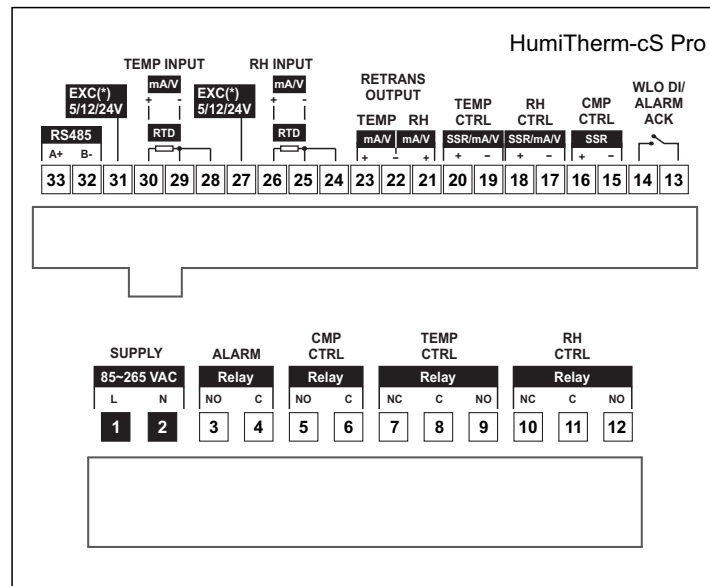 HumiTherm-cS Pro
TEMP INPUT RH INPUT
mA/V mA/V
+ - + -
EXC(*) 5/12/24V EXC(*) 5/12/24V
RETRANS OUTPUT
TEMP CTRL RH CTRL CMP CTRL WLO DI/ ALARM ACK
RS485 RTD RTD TEMP RH
mA/V mA/V SSR/mA/V SSR/mA/V SSR
A+ B- + − + + − + − + −
33 32 31 30 29 28 27 26 25 24 23 22 21 20 19 18 17 16 15 14 13
SUPPLY ALARM CMP CTRL TEMP CTRL RH CTRL
85~265 VAC Relay Relay Relay Relay
L N NO C NO C NC C NO NC C NO
1 2 3 4 5 6 7 8 9 10 11 12